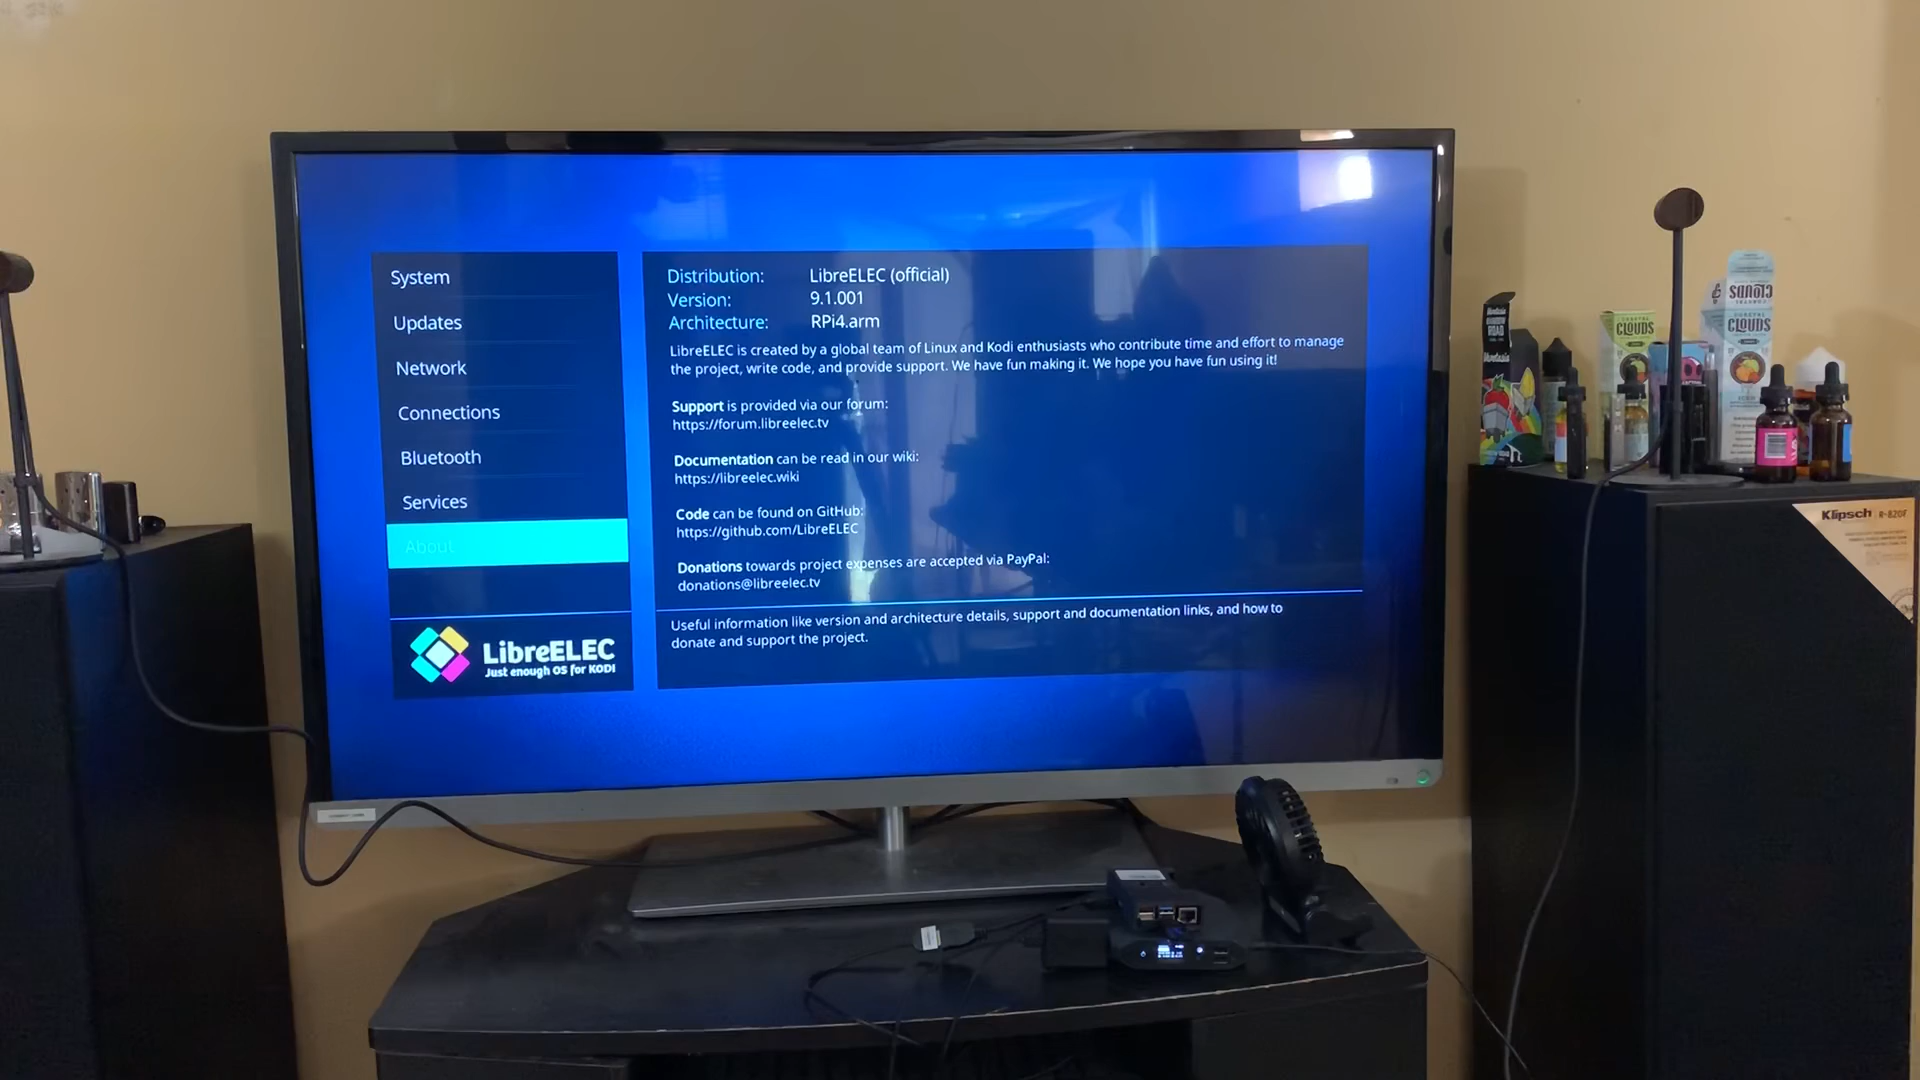 System
Updates
Network
Connections
Bluetooth
Services
About
LibreELEC
Just enough OS for KODI
Distribution: LibreELEC (official)
Version: 9.1.001
Architecture: RPi4.arm
LibreELEC is created by a global team of Linux and Kodi enthusiasts who contribute time and effort to manage
the project, write code, and provide support. We have fun making it. We hope you have fun using it!
Support is provided via our forum:
https://forum.libreelec.tv
Documentation can be read in our wiki:
https://libreelec.wiki
Code can be found on GitHub:
https://github.com/LibreELEC
Donations towards project expenses are accepted via PayPal:
donations@libreelec.tv
Useful information like version and architecture details, support and documentation links, and how to
donate and support the project.
CLOUDS
CLOUDS
CLOUDS
Klipsch R-820F